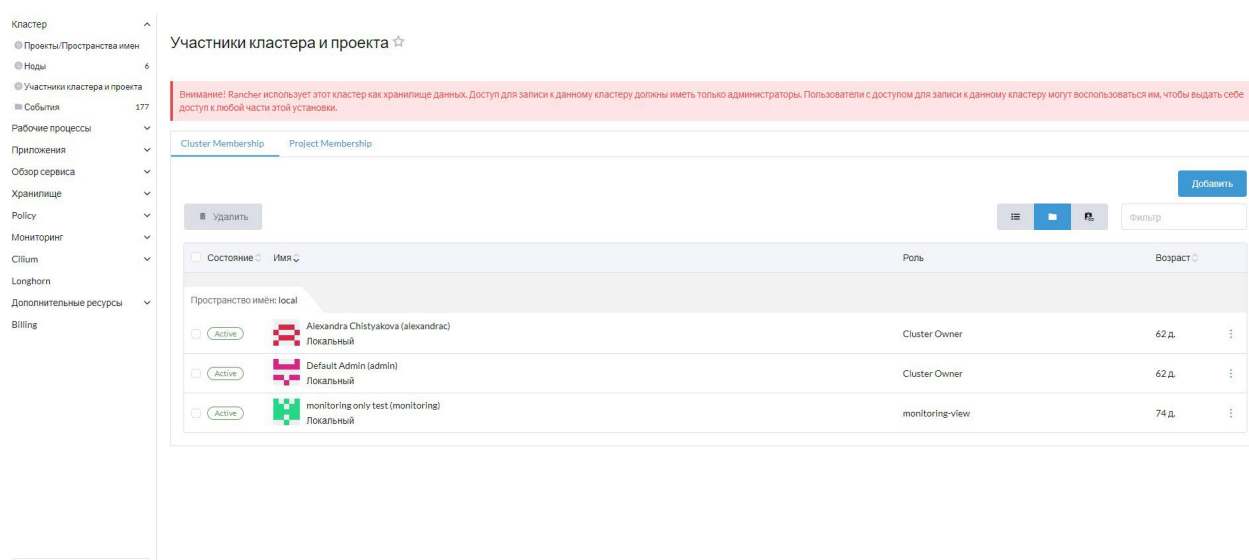 Кластер
Проекты/Пространства имен
Ноды 6
Участники кластера и проекта
События 177
Рабочие процессы
Приложения
Обзор сервиса
Хранилище
Policy
Мониторинг
Cilium
Longhorn
Дополнительные ресурсы
Billing
Участники кластера и проекта
Внимание! Rancher использует этот кластер как хранилище данных. Доступ для записи к данному кластеру должны иметь только администраторы. Пользователи с доступом для записи к данному кластеру могут воспользоваться им, чтобы выдать себе
доступ к любой части этой установки.
Cluster Membership Project Membership
Добавить
Удалить Фильтр
Состояние Имя Роль Возраст
Пространство имён: local
Active Alexandra Chistyakova (alexandrac) Cluster Owner 62 д.
Локальный
Active Default Admin (admin) Cluster Owner 62 д.
Локальный
Active monitoring only test (monitoring) monitoring-view 74 д.
Локальный